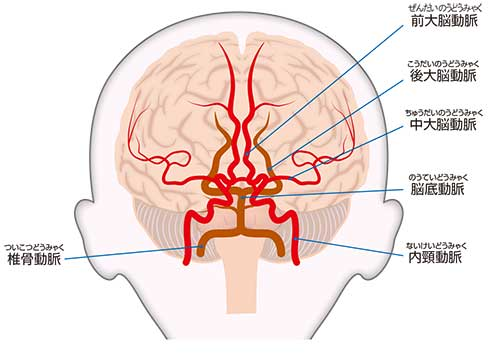 ぜんだいのうどうみゃく
前大脳動脈
こうだいのうどうみゃく
後大脳動脈
ちゅうだいのうどうみゃく
中大脳動脈
のうていどうみゃく
脳底動脈
ついこつどうみゃく
椎骨動脈
ないけいどうみゃく
内頸動脈